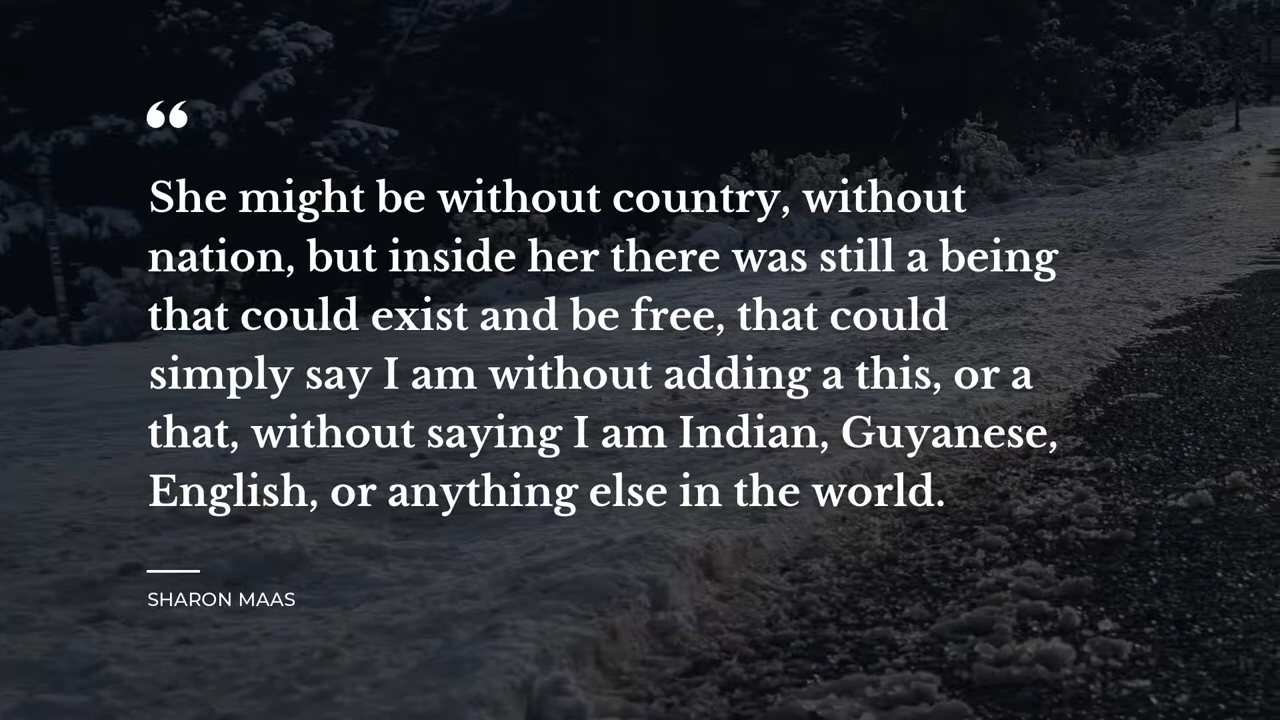 “
She might be without country, without
nation, but inside her there was still a being
that could exist and be free, that could
simply say I am without adding a this, or a
that, without saying I am Indian, Guyanese,
English, or anything else in the world.
SHARON MAAS